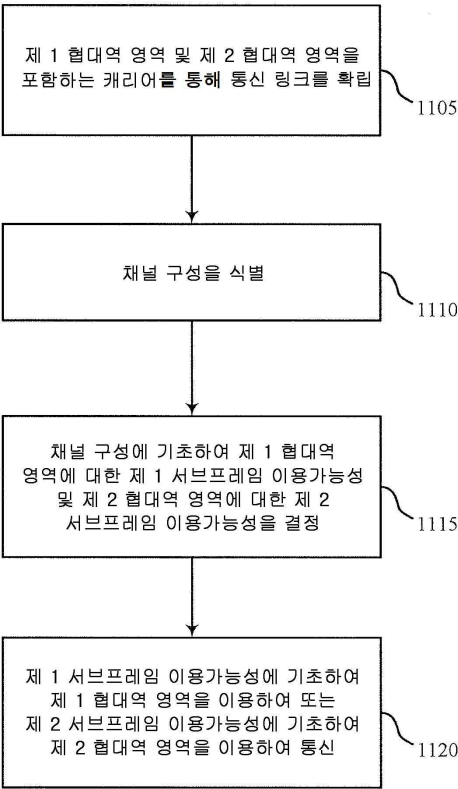 제 1 협대역 영역 및 제 2 협대역 영역을
포함하는 캐리어를 통해 통신 링크를 확립
1105
채널 구성을 식별
1110
채널 구성에 기초하여 제 1 협대역
영역에 대한 제 1 서브프레임 이용가능성
및 제 2 협대역 영역에 대한 제 2
서브프레임 이용가능성을 결정
1115
제 1 서브프레임 이용가능성에 기초하여
제 1 협대역 영역을 이용하여 또는
제 2 서브프레임 이용가능성에 기초하여
제 2 협대역 영역을 이용하여 통신
1120